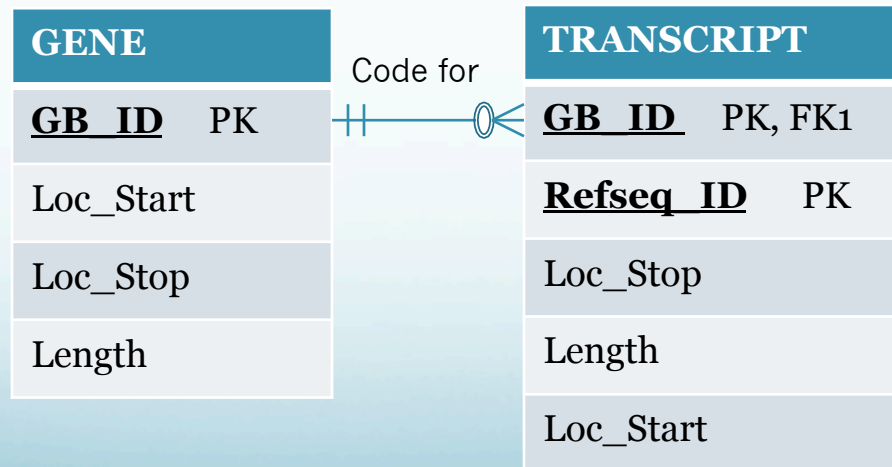 GENE
GB_ID PK
Loc_Start
Loc_Stop
Length
Code for
TRANSCRIPT
GB_ID PK, FK1
Refseq_ID PK
Loc_Stop
Length
Loc_Start